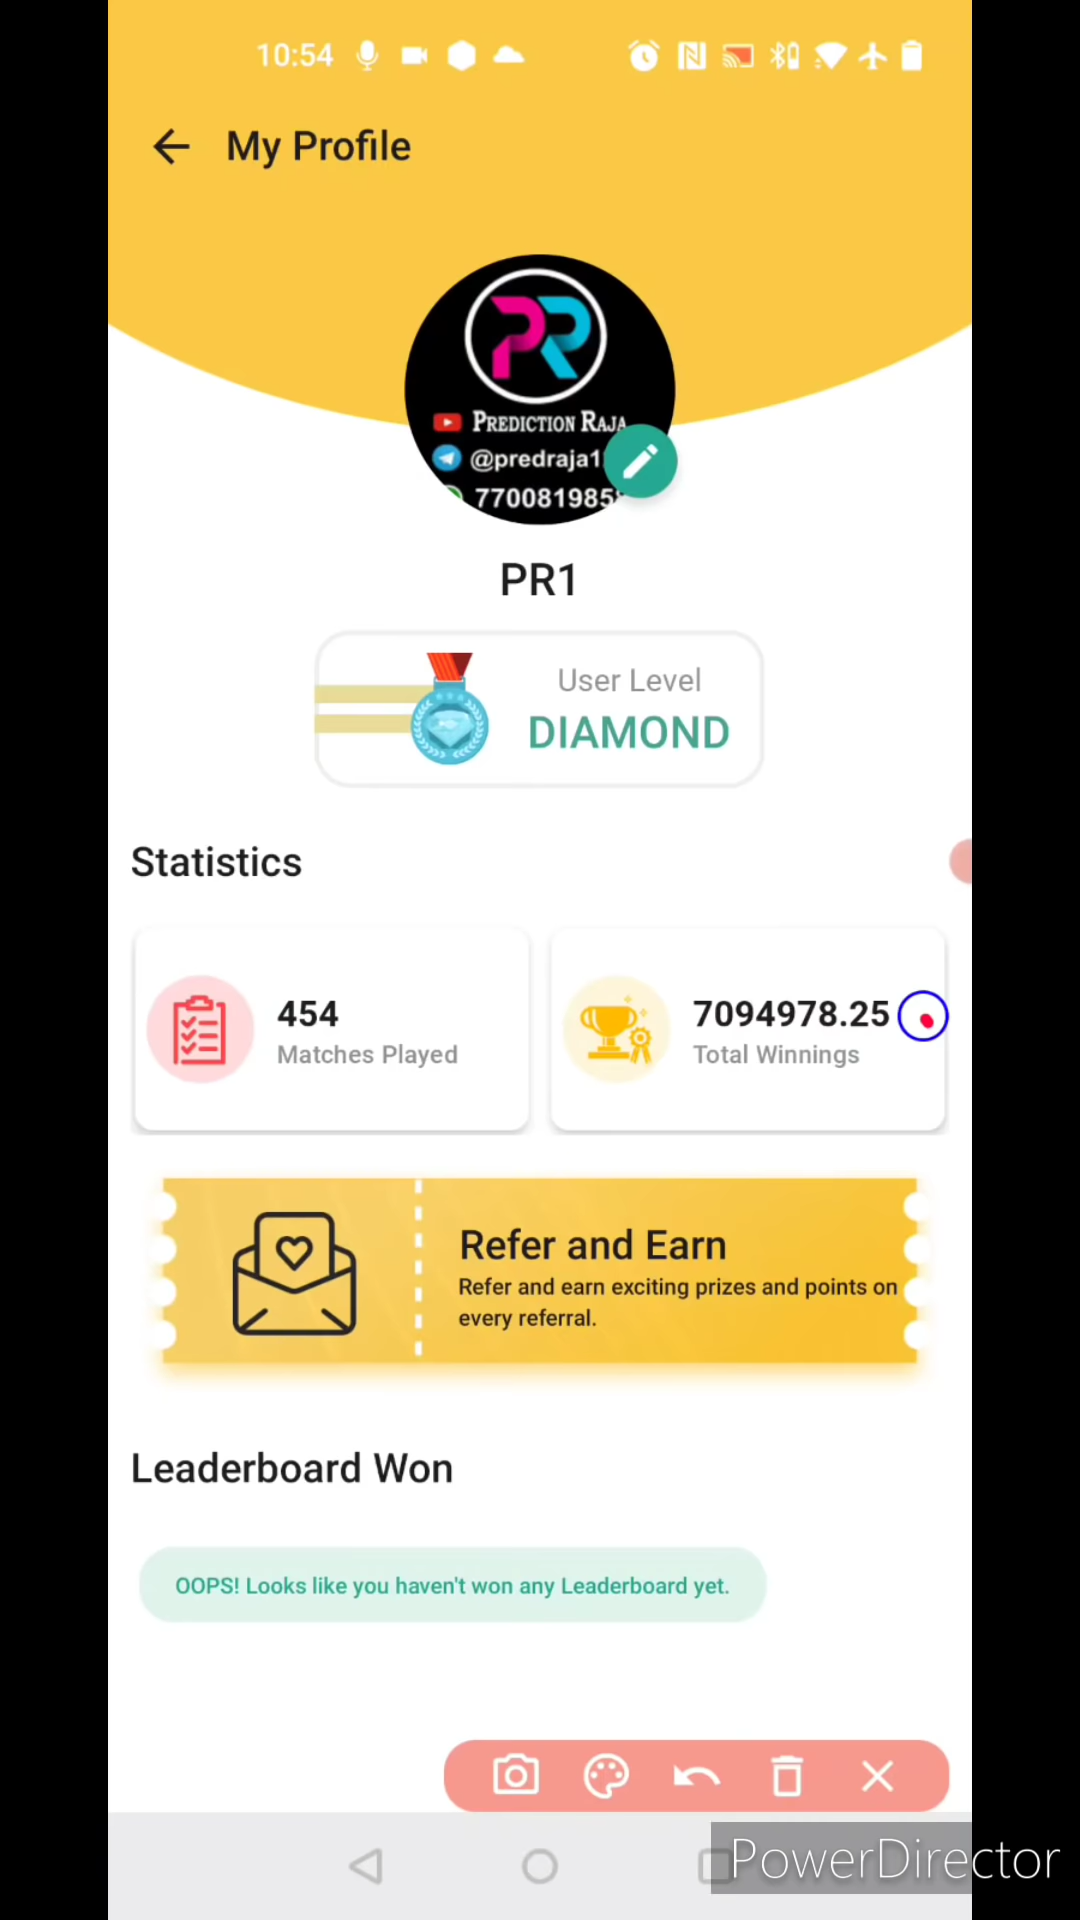 10:54
My Profile
PR
PREDICTION RAJA
@predraja1
770081985
PR1
User Level
DIAMOND
Statistics
454
Matches Played
7094978.25
Total Winnings
Refer and Earn
Refer and earn exciting prizes and points on
every referral.
Leaderboard Won
OOPS! Looks like you haven't won any Leaderboard yet.
PowerDirector